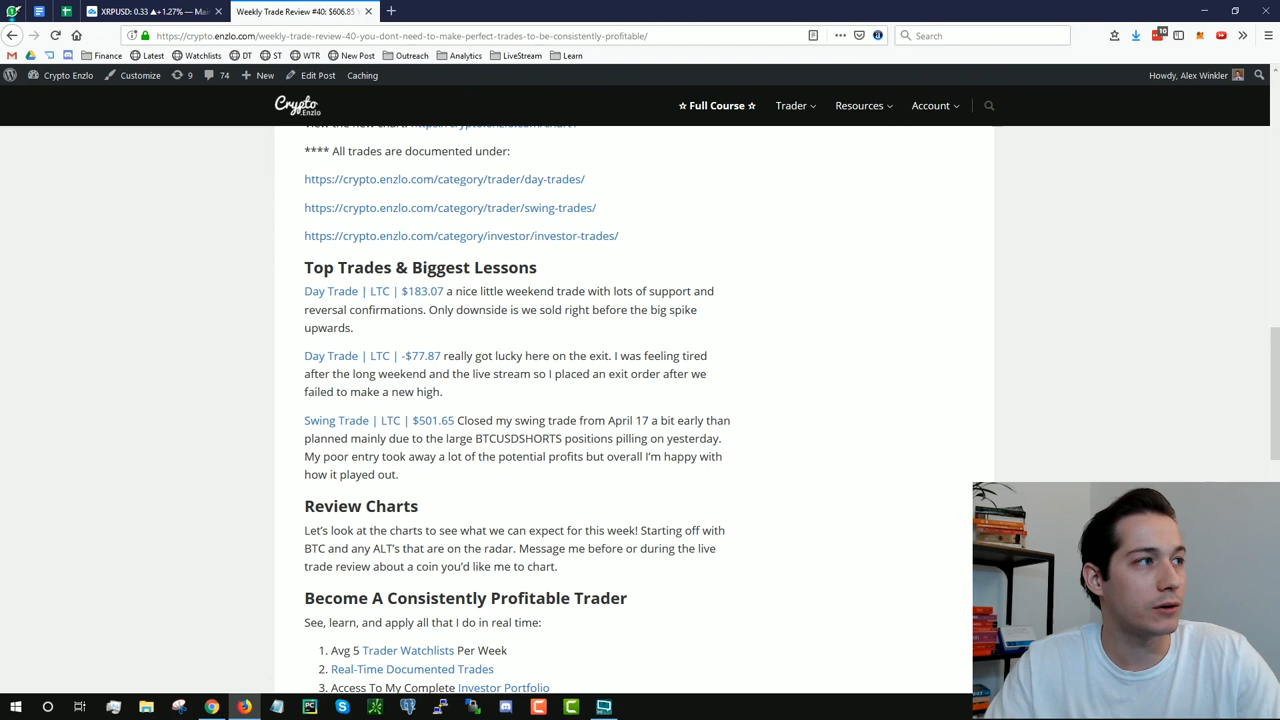 XRPUSD: 0.33 ▲+1.27% — Ma
Weekly Trade Review #40: $606.85
https://crypto.enzlo.com/weekly-trade-review-40-you-dont-need-to-make-perfect-trades-to-be-consistently-profitable/
Search
10
Finance
Latest
Watchlists
DT
ST
WTR
New Post
Outreach
Analytics
LiveStream
Learn
Crypto Enzlo
Customize
9
74
New
Edit Post
Caching
Howdy, Alex Winkler
Crypto
.Enzlo
☆ Full Course ☆
Trader
Resources
Account
**** All trades are documented under:
https://crypto.enzlo.com/category/trader/day-trades/
https://crypto.enzlo.com/category/trader/swing-trades/
https://crypto.enzlo.com/category/investor/investor-trades/
Top Trades & Biggest Lessons
Day Trade | LTC | $183.07 a nice little weekend trade with lots of support and
reversal confirmations. Only downside is we sold right before the big spike
upwards.
Day Trade | LTC | -$77.87 really got lucky here on the exit. I was feeling tired
after the long weekend and the live stream so I placed an exit order after we
failed to make a new high.
Swing Trade | LTC | $501.65 Closed my swing trade from April 17 a bit early than
planned mainly due to the large BTCUSDSHORTS positions pilling on yesterday.
My poor entry took away a lot of the potential profits but overall I'm happy with
how it played out.
Review Charts
Let's look at the charts to see what we can expect for this week! Starting off with
BTC and any ALT's that are on the radar. Message me before or during the live
trade review about a coin you'd like me to chart.
Become A Consistently Profitable Trader
See, learn, and apply all that I do in real time:
1. Avg 5 Trader Watchlists Per Week
2. Real-Time Documented Trades
3. Access To My Complete Investor Portfolio